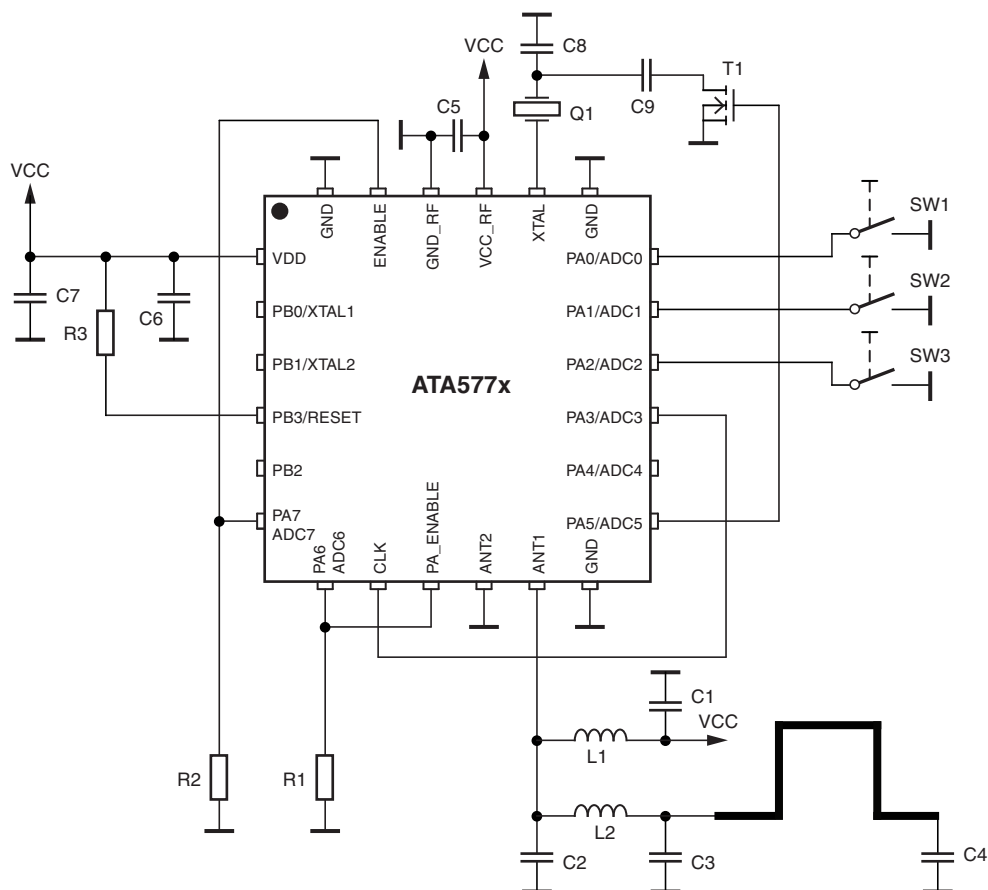 C8
VCC
T1
C5
Q1
C9
VCC
GND
ENABLE
GND_RF
VCC_RF
XTAL
GND
SW1
VDD
PA0/ADC0
C7
C6
R3
PB0/XTAL1
PA1/ADC1
SW2
PB1/XTAL2
PA2/ADC2
SW3
ATA577x
PB3/RESET
PA3/ADC3
PB2
PA4/ADC4
PA7
ADC7
PA5/ADC5
PA6
ADC6
CLK
PA_ENABLE
ANT2
ANT1
GND
C1
VCC
L1
R2
R1
L2
C2
C3
C4